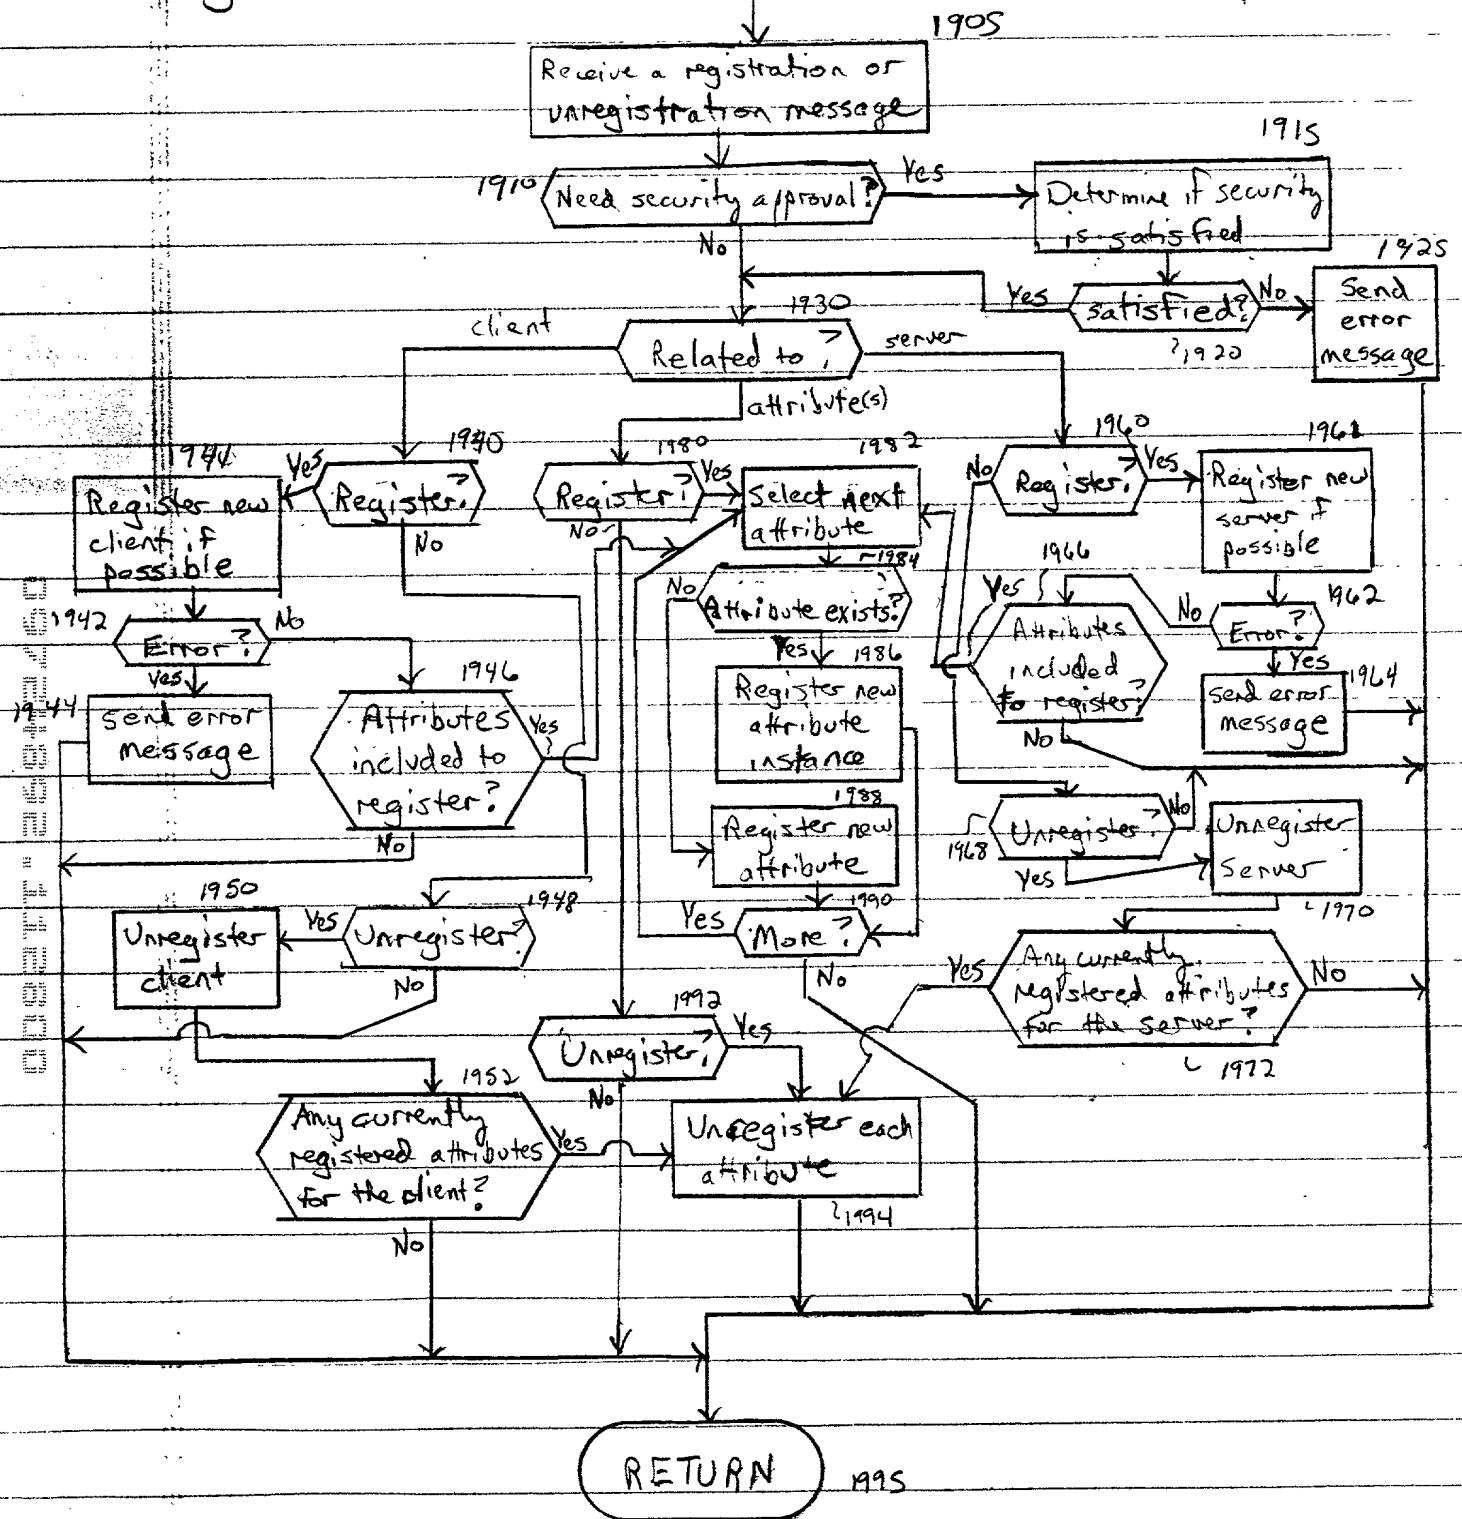 1905
Receive a registration or
unregistration message
1910
Need security approval?
Yes
No
1915
Determine if security
is satisfied
satisfied?
1920
Yes
No
1925
Send
error
message
1930
Related to?
client
attribute(s)
server
1940
Register?
Yes
No
Register new
client if
possible
1942
Error?
No
Yes
1944
Send error
message
1946
Attributes
included to
register?
Yes
No
1948
Unregister?
Yes
No
1950
Unregister
client
1952
Any currently
registered attributes
for the client?
Yes
No
1980
Register?
Yes
No
1982
Select next
attribute
1984
Attribute exists?
No
Yes
1986
Register new
attribute
instance
1988
Register new
attribute
1990
More?
Yes
No
1992
Unregister?
Yes
No
Unregister each
attribute
1994
1960
Register?
No
Yes
1961
Register new
server if
possible
1962
Error?
No
Yes
1964
Send error
message
1966
Attributes
included
to register?
Yes
No
1968
Unregister?
No
Yes
Unregister
Server
1970
Any currently
registered attributes
for the server?
Yes
No
1972
RETURN
1995